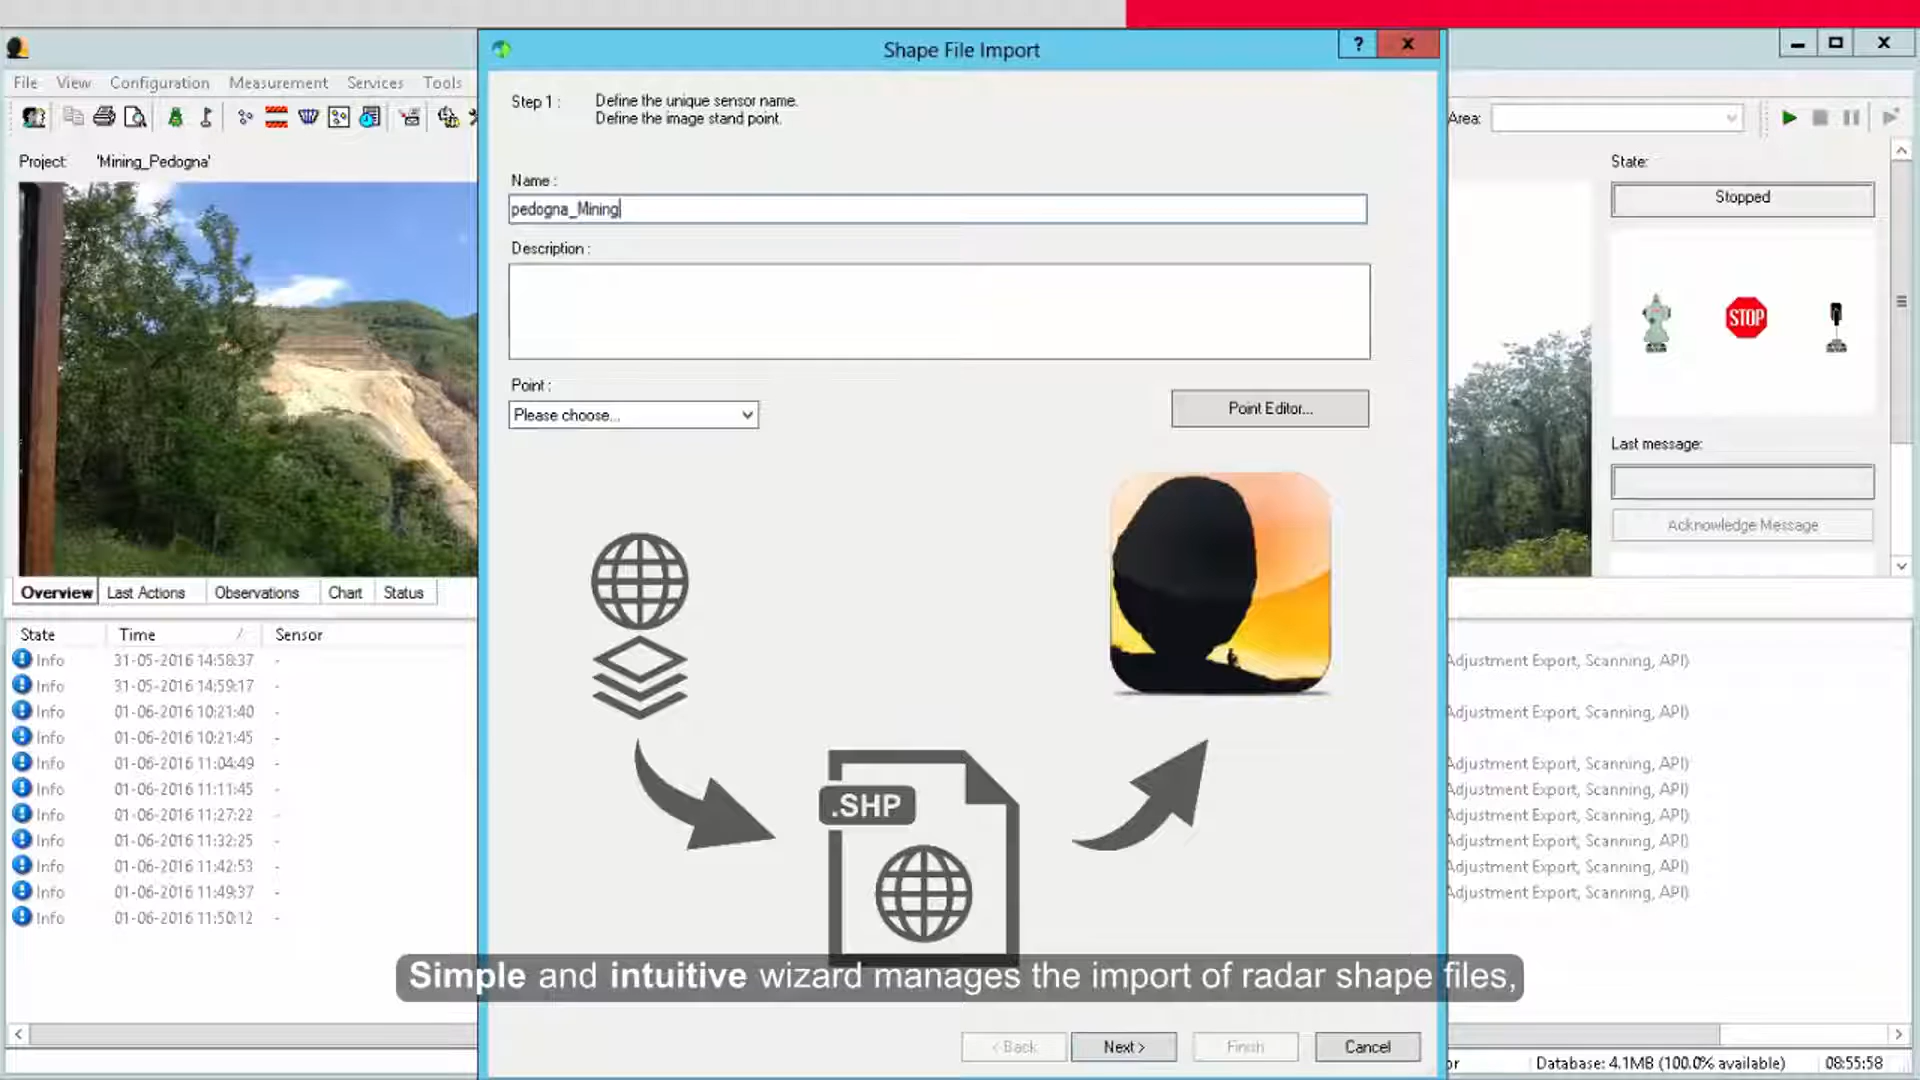 Shape File Import
?
File View Configuration Measurement Services Tools
Project: 'Mining_Pedogna'
Step 1 : Define the unique sensor name.
Define the image stand point.
Name :
pedogna_Mining
Description :
Point :
Please choose...
Point Editor...
Area:
State:
Stopped
STOP
Last message:
Acknowledge Message
Overview Last Actions Observations Chart Status
State Time Sensor
Info 31-05-2016 14:58:37 - Adjustment Export, Scanning, API)
Info 31-05-2016 14:59:17 -
Info 01-06-2016 10:21:40 - Adjustment Export, Scanning, API)
Info 01-06-2016 10:21:45 -
Info 01-06-2016 11:04:49 - Adjustment Export, Scanning, API)
Info 01-06-2016 11:11:45 - Adjustment Export, Scanning, API)
Info 01-06-2016 11:27:22 - Adjustment Export, Scanning, API)
Info 01-06-2016 11:32:25 - Adjustment Export, Scanning, API)
Info 01-06-2016 11:42:53 - Adjustment Export, Scanning, API)
Info 01-06-2016 11:49:37 - Adjustment Export, Scanning, API)
Info 01-06-2016 11:50:12 -
.SHP
Simple and intuitive wizard manages the import of radar shape files,
< Back Next > Finish Cancel
or Database: 4.1MB (100.0% available) 08:55:58